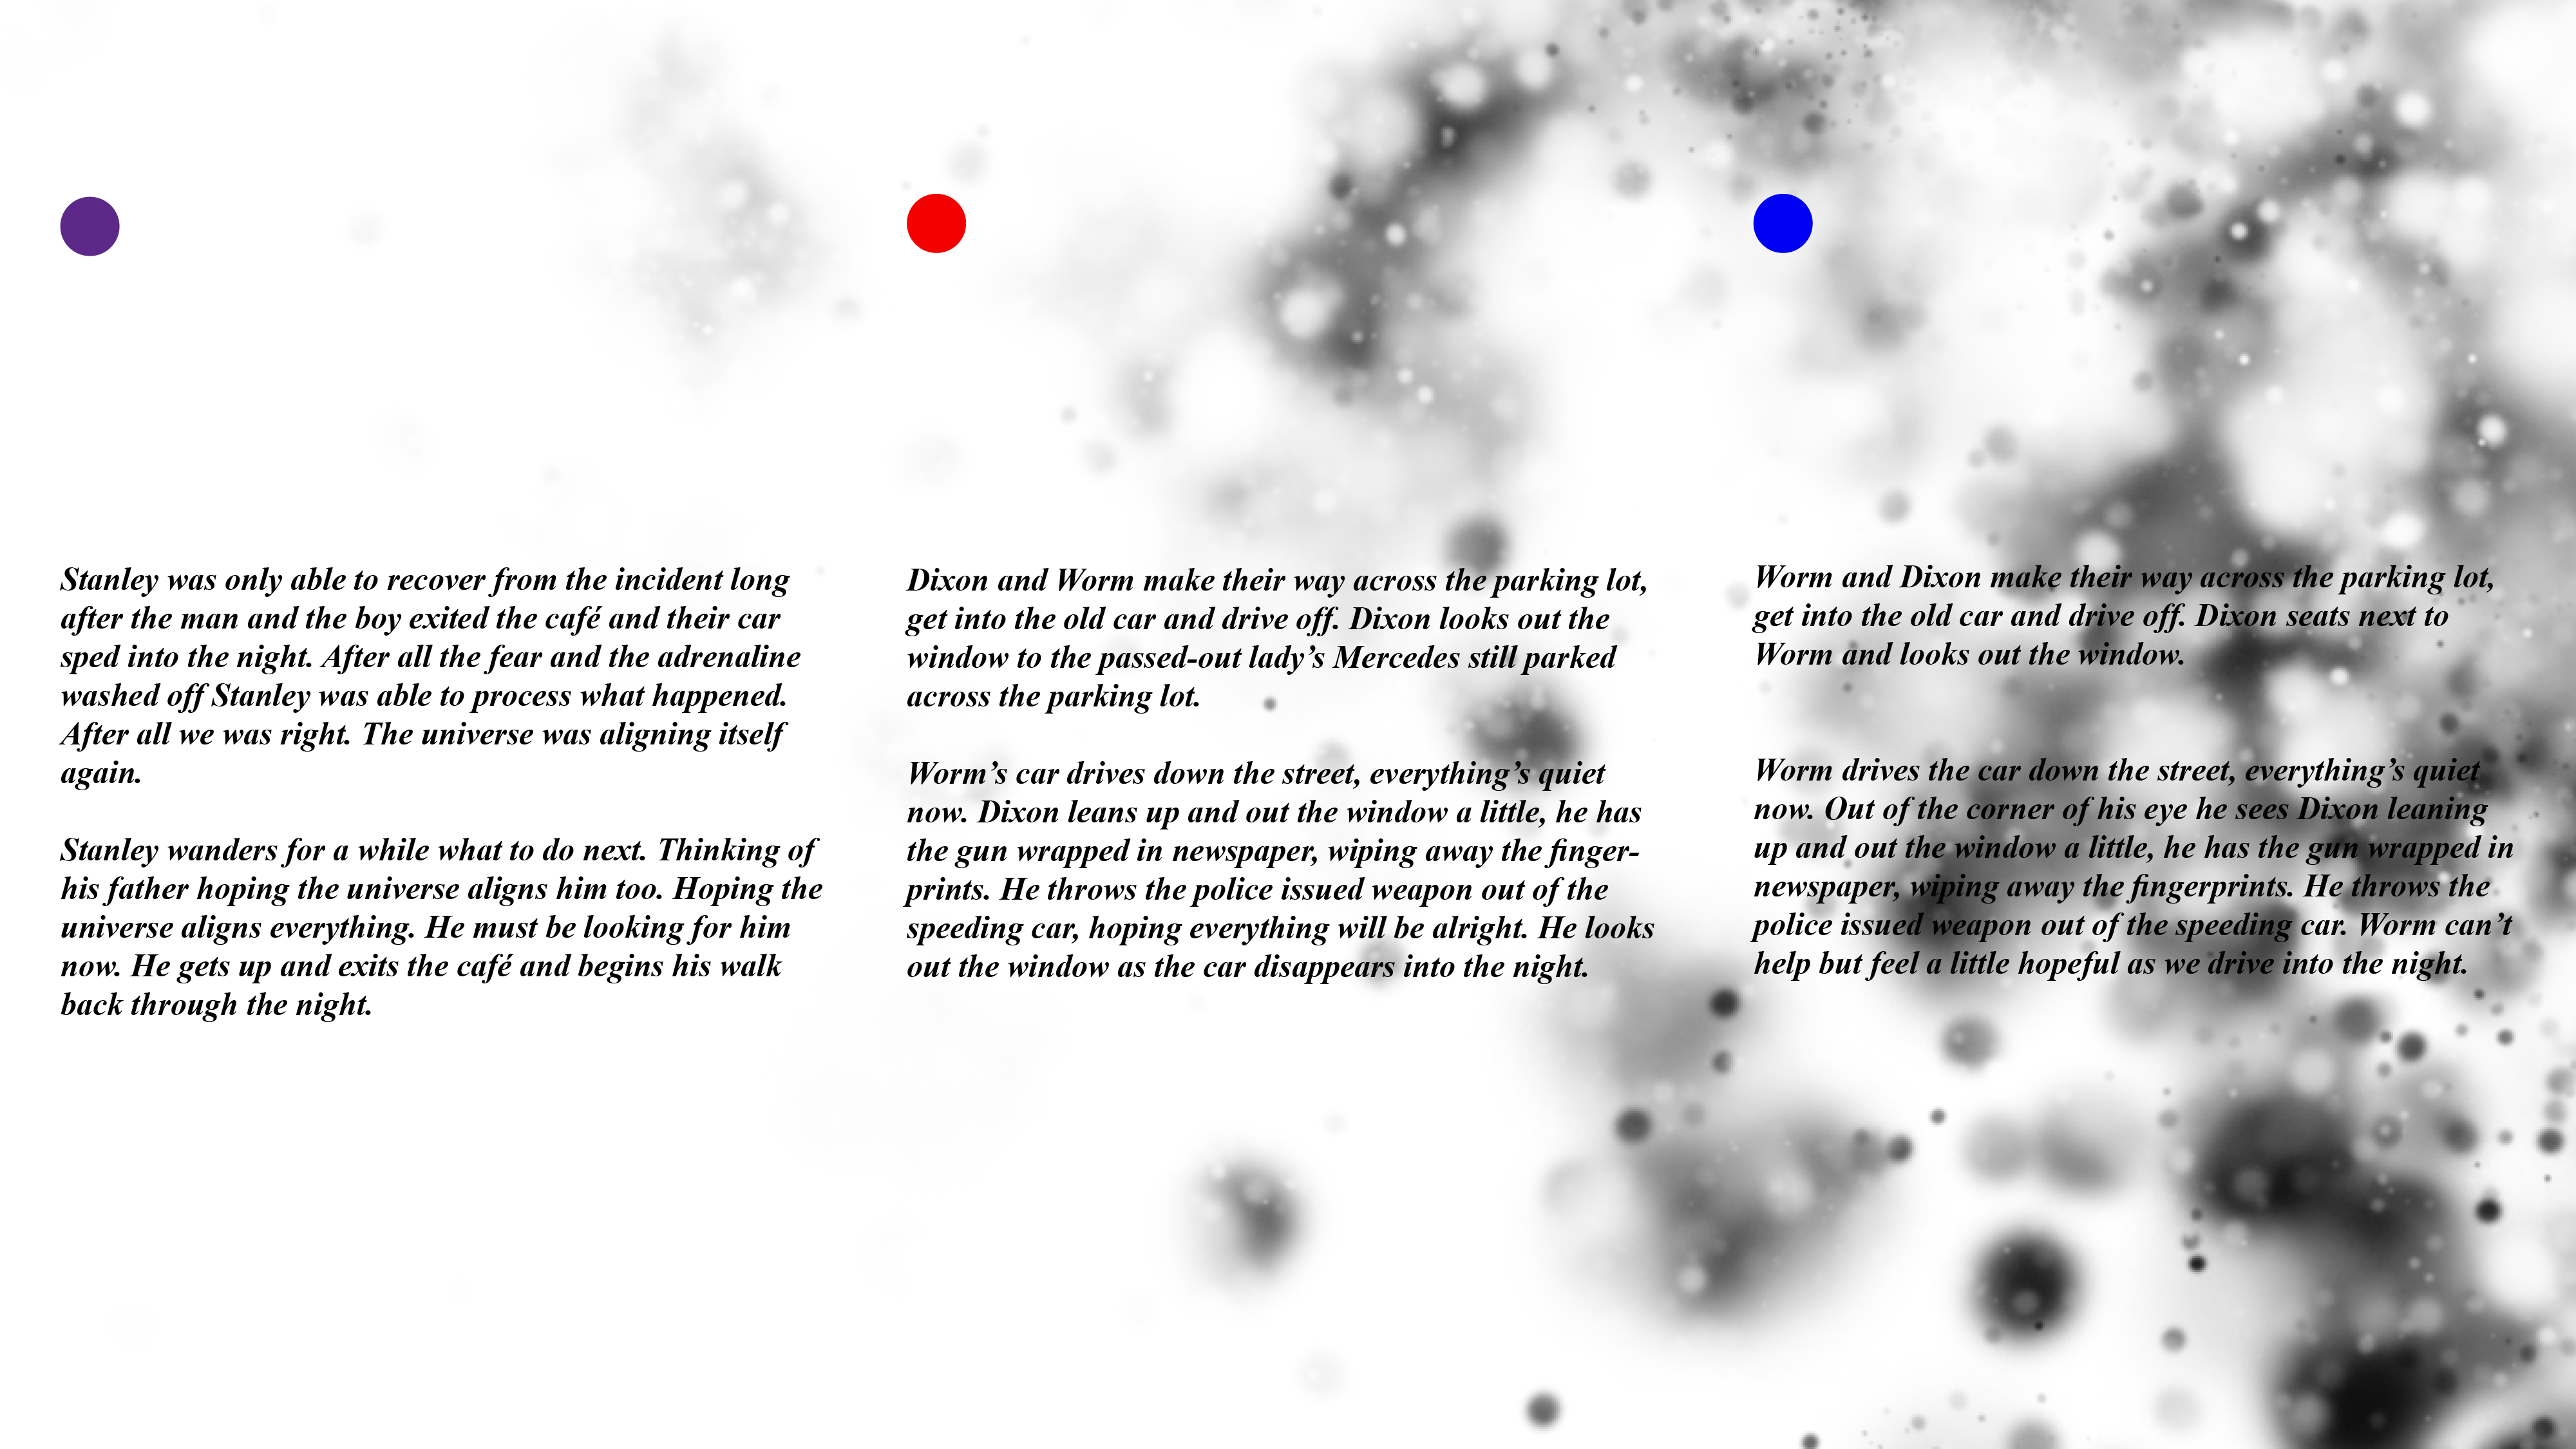 Stanley was only able to recover from the incident long
after the man and the boy exited the café and their car
sped into the night. After all the fear and the adrenaline
washed off Stanley was able to process what happened.
After all we was right. The universe was aligning itself
again.
Stanley wanders for a while what to do next. Thinking of
his father hoping the universe aligns him too. Hoping the
universe aligns everything. He must be looking for him
now. He gets up and exits the café and begins his walk
back through the night.
Dixon and Worm make their way across the parking lot,
get into the old car and drive off. Dixon looks out the
window to the passed-out lady’s Mercedes still parked
across the parking lot.
Worm’s car drives down the street, everything’s quiet
now. Dixon leans up and out the window a little, he has
the gun wrapped in newspaper, wiping away the finger-
prints. He throws the police issued weapon out of the
speeding car, hoping everything will be alright. He looks
out the window as the car disappears into the night.
Worm and Dixon make their way across the parking lot,
get into the old car and drive off. Dixon seats next to
Worm and looks out the window.
Worm drives the car down the street, everything’s quiet
now. Out of the corner of his eye he sees Dixon leaning
up and out the window a little, he has the gun wrapped in
newspaper, wiping away the fingerprints. He throws the
police issued weapon out of the speeding car. Worm can’t
help but feel a little hopeful as we drive into the night.